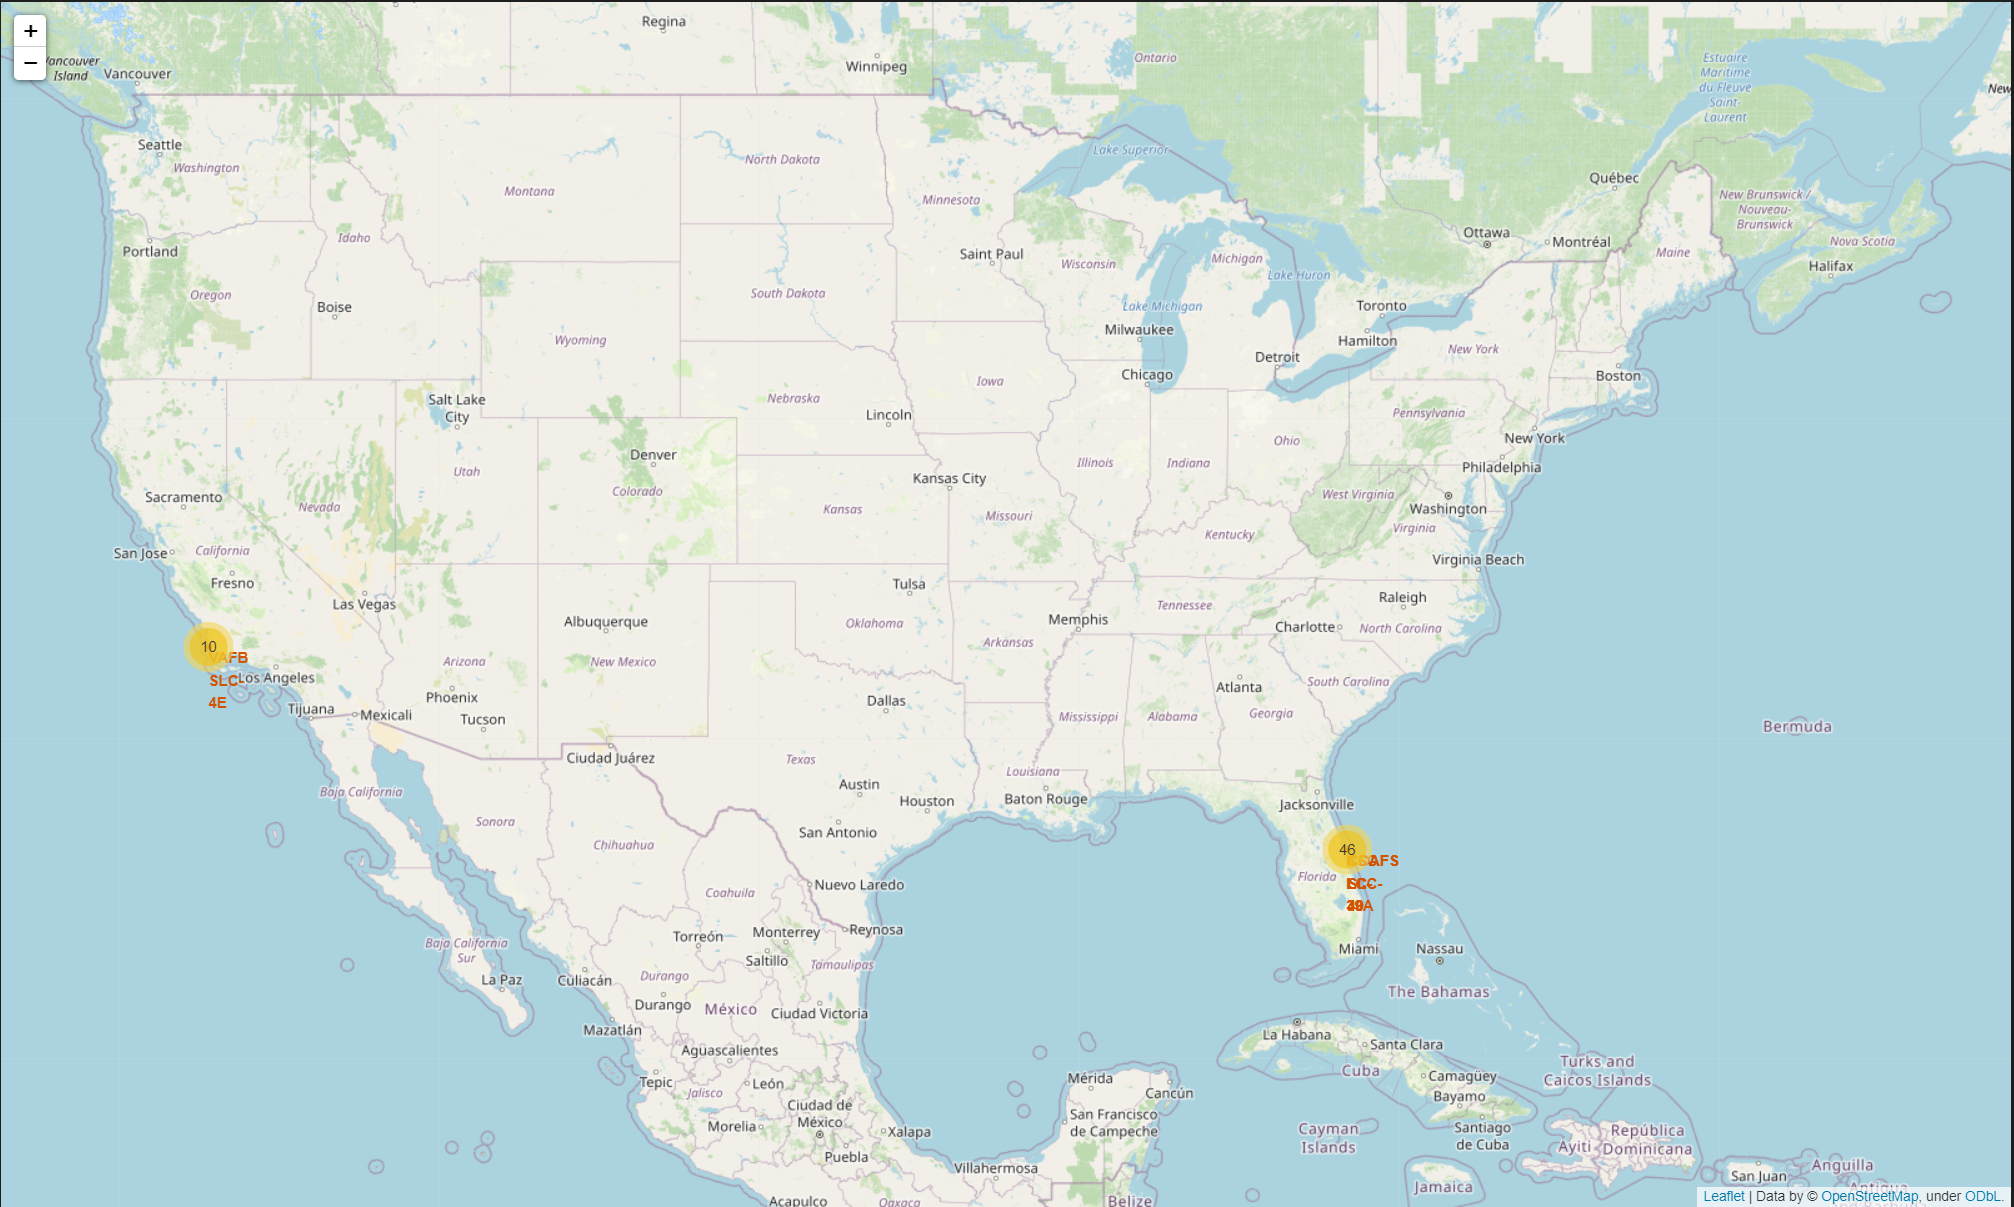 +
−
Vancouver
Island
Vancouver
Regina
Winnipeg
Ontario
Estuaire
Maritime
du Fleuve
Saint-
Laurent
New
Seattle
Washington
Montana
North Dakota
Minnesota
Lake Superior
Québec
New Brunswick /
Nouveau-
Brunswick
Portland
Idaho
Saint Paul
Wisconsin
Michigan
Lake Huron
Ottawa
Montréal
Maine
Nova Scotia
Halifax
Oregon
Boise
South Dakota
Lake Michigan
Toronto
Wyoming
Milwaukee
Hamilton
New York
Detroit
Chicago
Boston
Salt Lake
City
Nebraska
Iowa
Lincoln
Pennsylvania
New York
Denver
Utah
Colorado
Kansas City
Illinois
Indiana
Ohio
Philadelphia
Sacramento
Nevada
Kansas
Missouri
West Virginia
Washington
Virginia
San Jose
California
Kentucky
Virginia Beach
Fresno
Las Vegas
Tulsa
Albuquerque
Oklahoma
Memphis
Tennessee
Raleigh
Charlotte
North Carolina
Arkansas
10
VAFB
SLC-
4E
Los Angeles
Arizona
New Mexico
Phoenix
Tucson
Dallas
Atlanta
South Carolina
Tijuana
Mexicali
Mississippi
Alabama
Georgia
Bermuda
Ciudad Juárez
Texas
Louisiana
Baja California
Austin
Houston
Baton Rouge
Jacksonville
Sonora
San Antonio
Chihuahua
46
Florida
Coahuila
Nuevo Laredo
Torreón
Monterrey
Reynosa
Baja California
Sur
Saltillo
Tamaulipas
Miami
Nassau
La Paz
Culiacán
Durango
Durango
México
Ciudad Victoria
The Bahamas
Mazatlán
La Habana
Santa Clara
Aguascalientes
Turks and
Caicos Islands
Tepic
León
Mérida
Cancún
Cuba
Camagüey
Bayamo
Jalisco
Ciudad de
México
San Francisco
de Campeche
Morelia
Xalapa
Cayman
Islands
Santiago
de Cuba
Ayiti
República
Dominicana
Puebla
Villahermosa
San Juan
Anguilla
Jamaica
Acapulco
Oaxaca
Belize
Leaflet | Data by © OpenStreetMap, under ODbL.